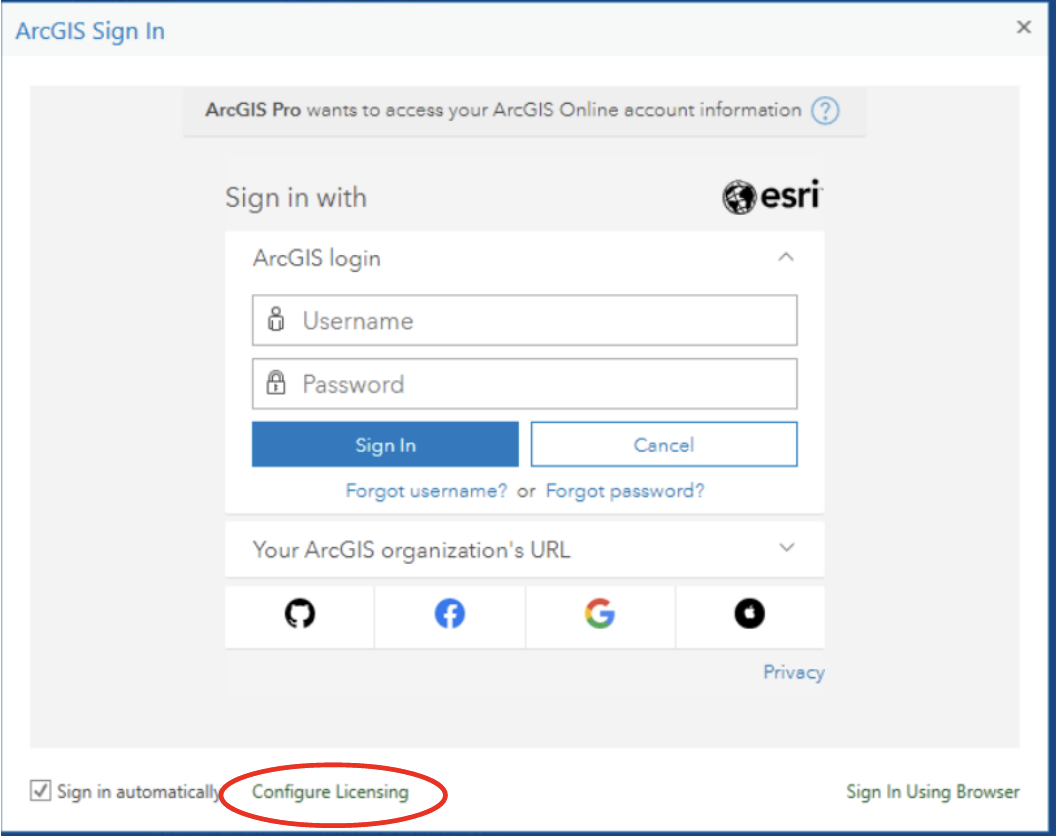 ArcGIS Sign In
ArcGIS Pro wants to access your ArcGIS Online account information ?
Sign in with
esri
ArcGIS login
Username
Password
Sign In
Cancel
Forgot username? or Forgot password?
Your ArcGIS organization's URL
Privacy
Sign in automatically
Configure Licensing
Sign In Using Browser